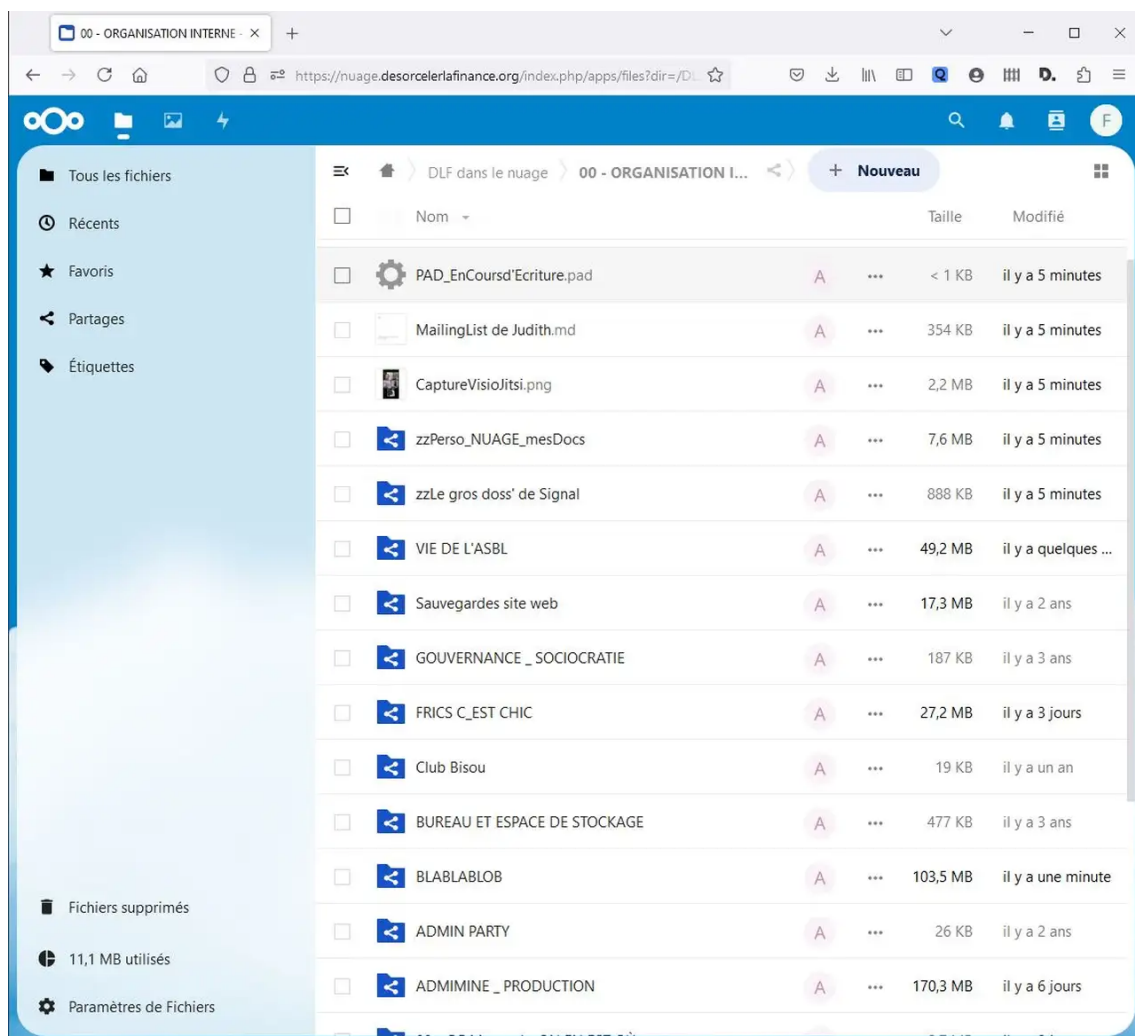 00 - ORGANISATION INTERNE -
https://nuage.desorcelerlafinance.org/index.php/apps/files?dir=/DL
Q
D.
F
Tous les fichiers
Récents
Favoris
Partages
Étiquettes
Fichiers supprimés
11,1 MB utilisés
Paramètres de Fichiers
DLF dans le nuage 00 - ORGANISATION I... + Nouveau
Nom Taille Modifié
PAD_EnCoursd'Ecriture.pad A ... < 1 KB il y a 5 minutes
MailingList de Judith.md A ... 354 KB il y a 5 minutes
CaptureVisioJitsi.png A ... 2,2 MB il y a 5 minutes
zzPerso_NUAGE_mesDocs A ... 7,6 MB il y a 5 minutes
zzLe gros doss' de Signal A ... 888 KB il y a 5 minutes
VIE DE L'ASBL A ... 49,2 MB il y a quelques ...
Sauvegardes site web A ... 17,3 MB il y a 2 ans
GOUVERNANCE _ SOCIOCRATIE A ... 187 KB il y a 3 ans
FRICS C_EST CHIC A ... 27,2 MB il y a 3 jours
Club Bisou A ... 19 KB il y a un an
BUREAU ET ESPACE DE STOCKAGE A ... 477 KB il y a 3 ans
BLABLABLOB A ... 103,5 MB il y a une minute
ADMIN PARTY A ... 26 KB il y a 2 ans
ADMIMINE _ PRODUCTION A ... 170,3 MB il y a 6 jours